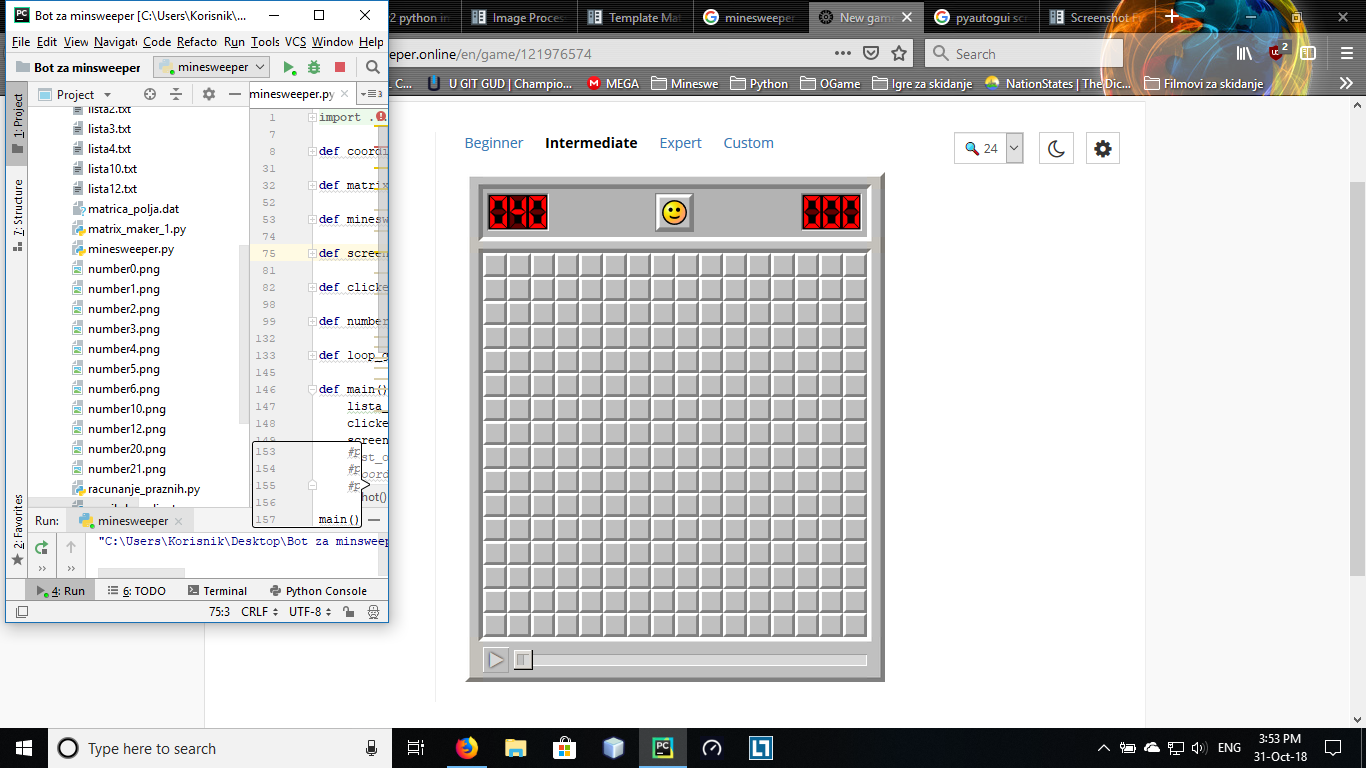 Bot za minsweeper [C:\Users\Korisnik\...
File Edit View Navigate Code Refacto Run Tools VCS Window Help
Bot za minsweeper
minesweeper
1: Project
7: Structure
2: Favorites
Project
lista2.txt
lista3.txt
lista4.txt
lista10.txt
lista12.txt
matrica_polja.dat
matrix_maker_1.py
minesweeper.py
number0.png
number1.png
number2.png
number3.png
number4.png
number5.png
number6.png
number10.png
number12.png
number20.png
number21.png
racunanje_praznih.py
minesweeper.py
3
1 import ...
7
8 def coordi
31
32 def matrix
52
53 def minesw
74
75 def screen
81
82 def clicke
98
99 def number
132
133 def loop_
145
146 def main()
147 lista_
148 clicke
149 screen
153 #p
154 #p
155 #p
156
157 main()
hot()
Run: minesweeper
"C:\Users\Korisnik\Desktop\Bot za minsweep
4: Run
6: TODO
Terminal
Python Console
75:3 CRLF UTF-8
2 python im
Image Proces
Template Mat
minesweeper
New game
pyautogui scr
Screenshot F
eper.online/en/game/121976574
Search
2
C...
U GIT GUD | Champio...
MEGA
Mineswe
Python
OGame
Igre za skidanje
NationStates | The Dic...
Filmovi za skidanje
Beginner Intermediate Expert Custom
24
Type here to search
ENG
3:53 PM
31-Oct-18